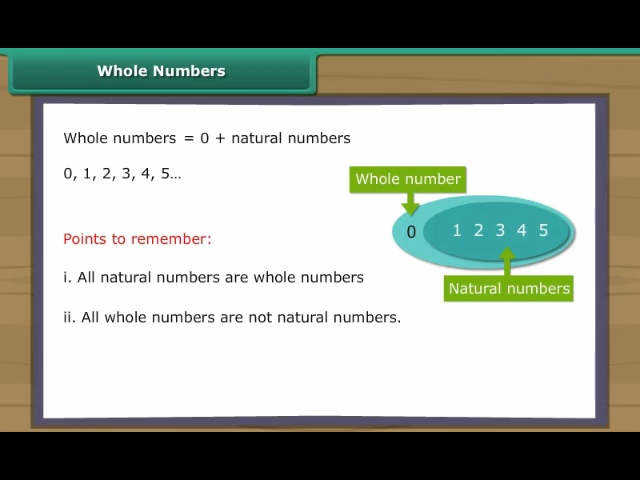 Whole Numbers
Whole numbers = 0 + natural numbers
0, 1, 2, 3, 4, 5...
Whole number
0 1 2 3 4 5
Natural numbers
Points to remember:
i. All natural numbers are whole numbers
ii. All whole numbers are not natural numbers.